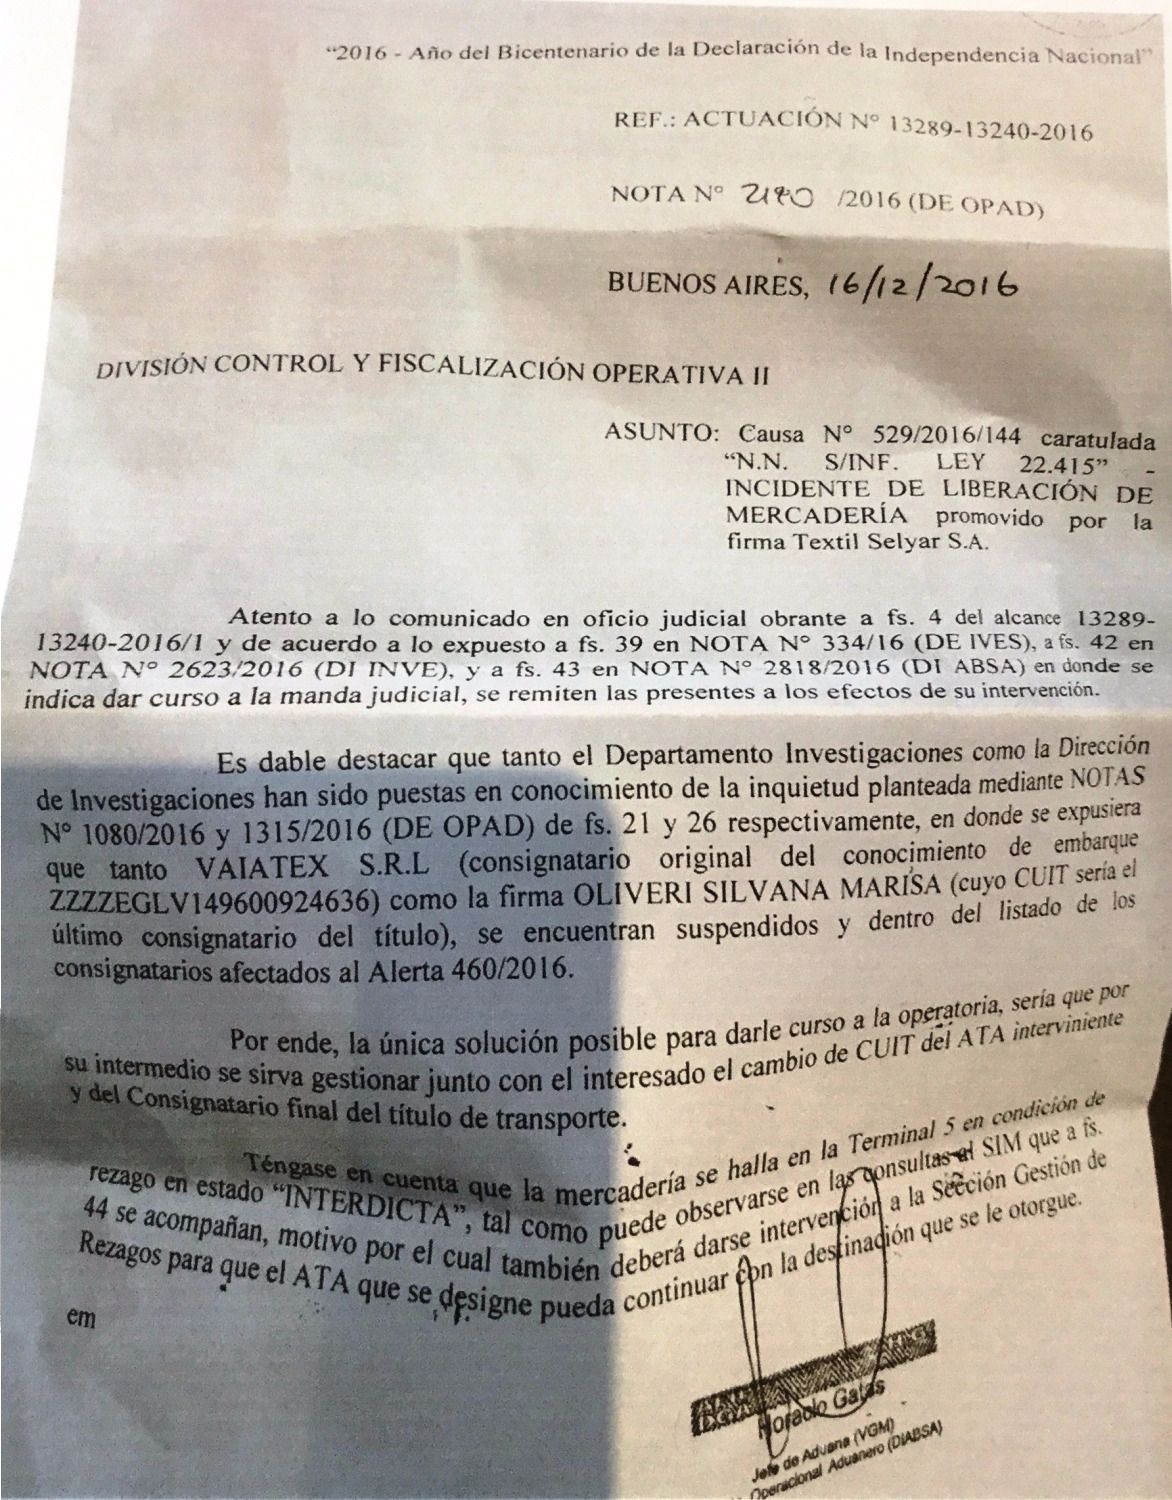 “2016 - Año del Bicentenario de la Declaración de la Independencia Nacional”
REF.: ACTUACIÓN Nº 13289-13240-2016
NOTA Nº /2016 (DE OPAD)
BUENOS AIRES, 16/12/2016
DIVISIÓN CONTROL Y FISCALIZACIÓN OPERATIVA II
ASUNTO: Causa Nº 529/2016/144 caratulada
“N.N. S/INF. LEY 22.415” -
INCIDENTE DE LIBERACIÓN DE
MERCADERÍA promovido por la
firma Textil Selyar S.A.
Atento a lo comunicado en oficio judicial obrante a fs. 4 del alcance 13289-
13240-2016/1 y de acuerdo a lo expuesto a fs. 39 en NOTA Nº 334/16 (DE IVES), a fs. 42 en
NOTA Nº 2623/2016 (DI INVE), y a fs. 43 en NOTA Nº 2818/2016 (DI ABSA) en donde se
indica dar curso a la manda judicial, se remiten las presentes a los efectos de su intervención.
Es dable destacar que tanto el Departamento Investigaciones como la Dirección
de Investigaciones han sido puestas en conocimiento de la inquietud planteada mediante NOTAS
Nº 1080/2016 y 1315/2016 (DE OPAD) de fs. 21 y 26 respectivamente, en donde se expusiera
que tanto VAIATEX S.R.L (consignatario original del conocimiento de embarque
ZZZZEGLV149600924636) como la firma OLIVERI SILVANA MARISA (cuyo CUIT sería el
último consignatario del título), se encuentran suspendidos y dentro del listado de los
consignatarios afectados al Alerta 460/2016.
Por ende, la única solución posible para darle curso a la operatoria, sería que por
su intermedio se sirva gestionar junto con el interesado el cambio de CUIT del ATA interviniente
y del Consignatario final del título de transporte.
Téngase en cuenta que la mercadería se halla en la Terminal 5 en condición de
rezago en estado “INTERDICTA”, tal como puede observarse en las consultas al SIM que a fs.
44 se acompañan, motivo por el cual también deberá darse intervención a la Sección Gestión de
Rezagos para que el ATA que se designe pueda continuar con la destinación que se le otorgue.
em
Horacio Gatas
Jefe de Aduana (VGM)
Operacional Aduanero (DIABSA)